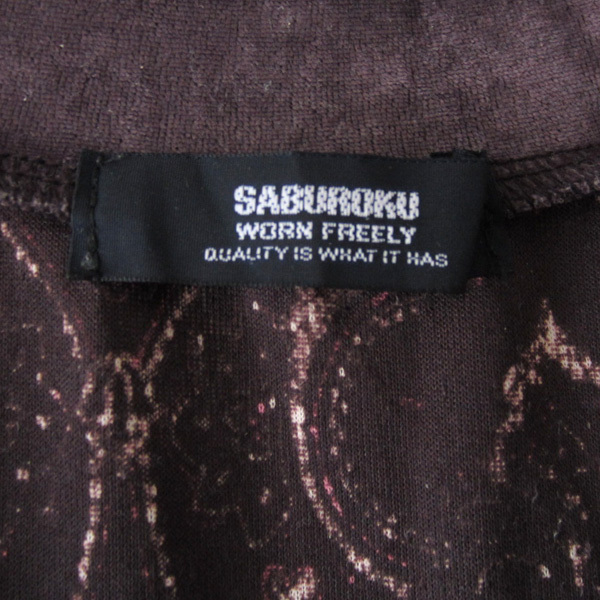 SABUROKU
WORN FREELY
QUALITY IS WHAT IT HAS